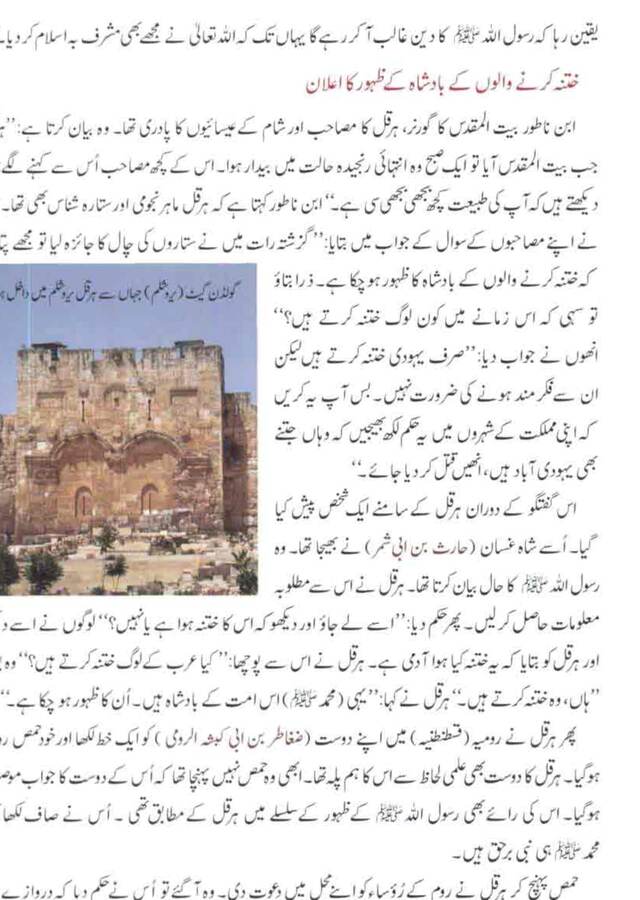 یقین رہا کہ رسول اللہ ﷺ کا دین غالب آ کر رہے گا یہاں تک کہ اللہ تعالیٰ نے مجھے بھی مشرف بہ اسلام کر دیا۔
ختنہ کرنے والوں کے بادشاہ کے ظہور کا اعلان
ابن ناطور بیت المقدس کا گورنر، ہرقل کا مصاحب اور شام کے عیسائیوں کا پادری تھا۔ وہ بیان کرتا ہے: ’’
جب بیت المقدس آیا تو ایک صبح وہ انتہائی رنجیدہ حالت میں بیدار ہوا۔ اس کے کچھ مصاحب اُس سے کہنے لگے
دیکھتے ہیں کہ آپ کی طبیعت کچھ بجھی بجھی سی ہے۔‘‘ ابن ناطور کہتا ہے کہ ہرقل ماہر نجومی اور ستارہ شناس بھی تھا۔
نے اپنے مصاحبوں کے سوال کے جواب میں بتایا: ’’گزشتہ رات میں نے ستاروں کی چال کا جائزہ لیا تو مجھے
کہ ختنہ کرنے والوں کے بادشاہ کا ظہور ہو چکا ہے۔ ذرا بتاؤ
تو سہی کہ اس زمانے میں کون لوگ ختنہ کرتے ہیں؟‘‘
انھوں نے جواب دیا: ’’صرف یہودی ختنہ کرتے ہیں لیکن
ان سے فکر مند ہونے کی ضرورت نہیں۔ بس آپ یہ کریں
کہ اپنی مملکت کے شہروں میں یہ حکم لکھ بھیجیں کہ وہاں جتنے
بھی یہودی آباد ہیں، انھیں قتل کر دیا جائے۔‘‘
گولڈن گیٹ (یروشلم) جہاں سے ہرقل یروشلم میں داخل
اس گفتگو کے دوران ہرقل کے سامنے ایک شخص پیش کیا
گیا۔ اُسے شاہ غسان (حارث بن ابی شمر) نے بھیجا تھا۔ وہ
رسول اللہ ﷺ کا حال بیان کرتا تھا۔ ہرقل نے اس سے مطلوبہ
معلومات حاصل کر لیں۔ پھر حکم دیا: ’’اسے لے جاؤ اور دیکھو کہ اس کا ختنہ ہوا ہے یا نہیں؟‘‘ لوگوں نے اسے
اور ہرقل کو بتایا کہ یہ ختنہ کیا ہوا آدمی ہے۔ ہرقل نے اس سے پوچھا: ’’کیا عرب کے لوگ ختنہ کرتے ہیں؟‘‘ وہ
’’ہاں، وہ ختنہ کرتے ہیں۔‘‘ ہرقل نے کہا: ’’یہی (محمد ﷺ) اس امت کے بادشاہ ہیں۔ اُن کا ظہور ہو چکا ہے۔‘‘
پھر ہرقل نے رومیہ (قسطنطنیہ) میں اپنے دوست (ضغاطر بن ابی کبشہ الرومی) کو ایک خط لکھا اور خود حمص
ہو گیا۔ ہرقل کا دوست بھی علمی لحاظ سے اس کا ہم پلہ تھا۔ ابھی وہ حمص نہیں پہنچا تھا کہ اُس کے دوست کا جواب
ہو گیا۔ اس کی رائے بھی رسول اللہ ﷺ کے ظہور کے سلسلے میں ہرقل کے مطابق تھی۔ اُس نے صاف لکھا
محمد ﷺ ہی نبی برحق ہیں۔
حمص پہنچ کر ہرقل نے روم کے رُؤساء کو اپنے محل میں دعوت دی۔ وہ آ گئے تو اُس نے حکم دیا کہ دروازے